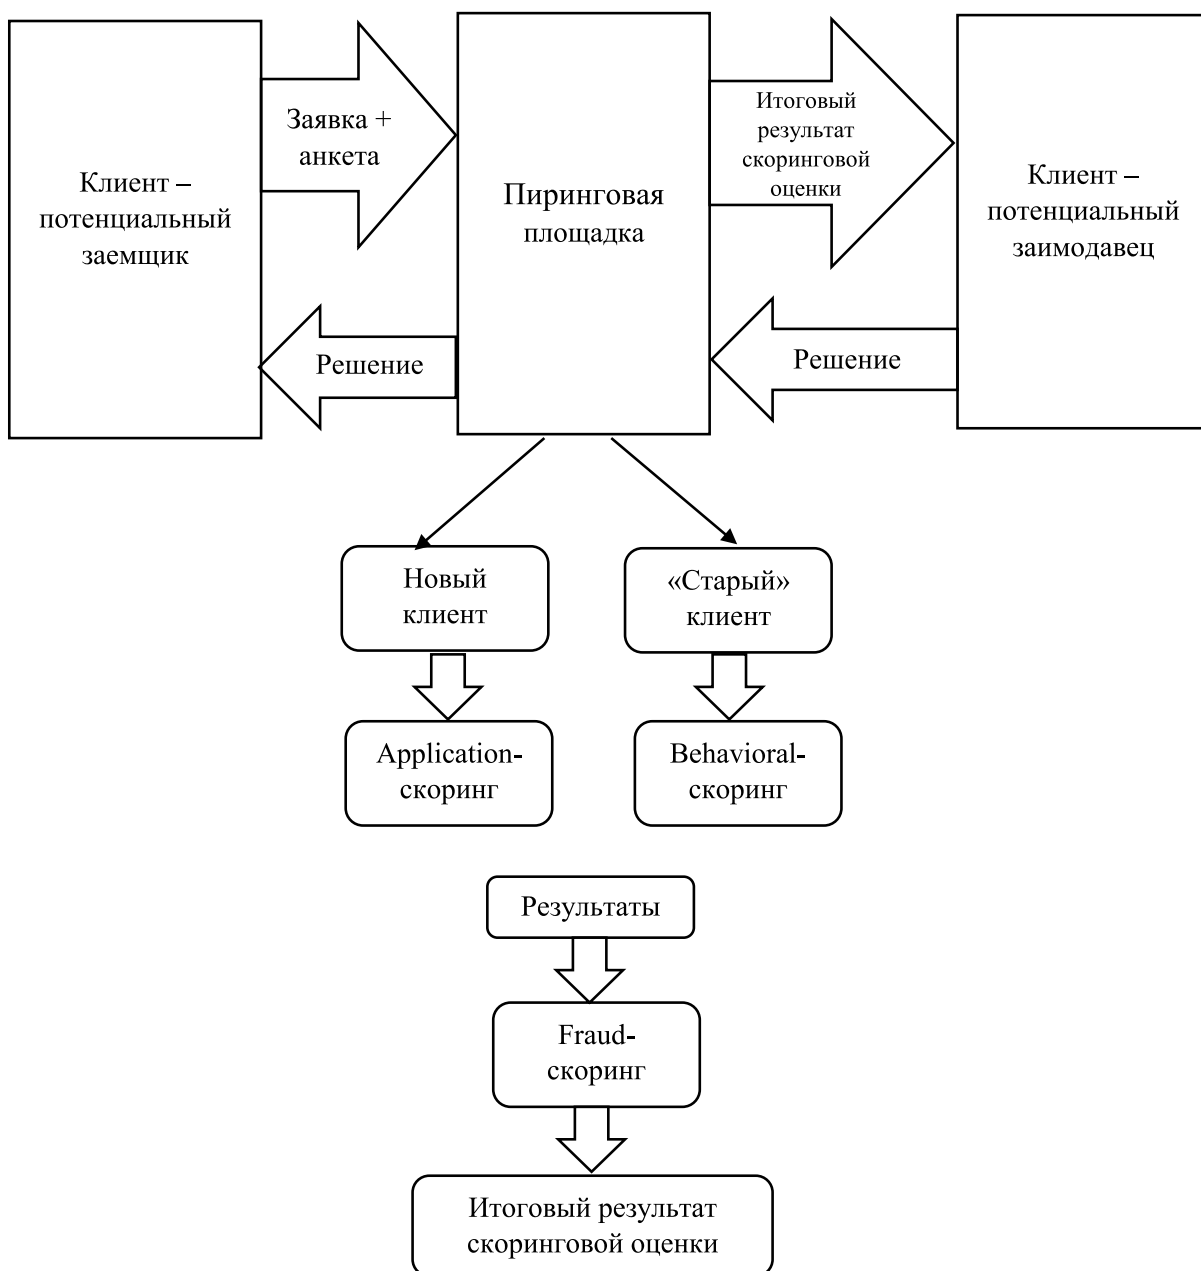 Клиент –
потенциальный
заемщик
Заявка +
анкета
Пиринговая
площадка
Итоговый
результат
скоринговой
оценки
Клиент –
потенциальный
заимодавец
Решение
Решение
Новый
клиент
«Старый»
клиент
Application-
скоринг
Behavioral-
скоринг
Результаты
Fraud-
скоринг
Итоговый результат
скоринговой оценки